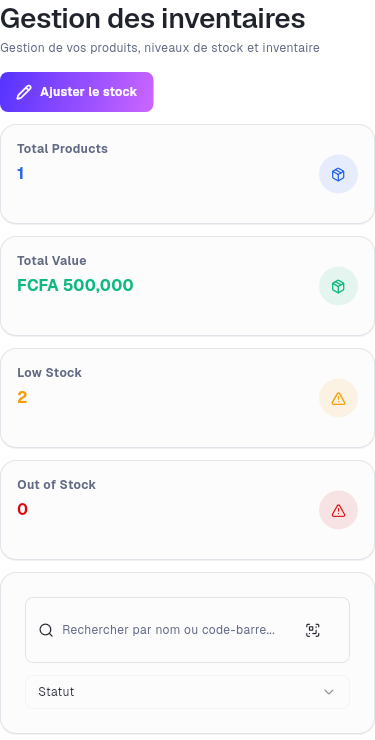 Gestion des inventaires
Gestion de vos produits, niveaux de stock et inventaire
Ajuster le stock
Total Products
1
Total Value
FCFA 500,000
Low Stock
2
Out of Stock
0
Rechercher par nom ou code-barre...
Statut